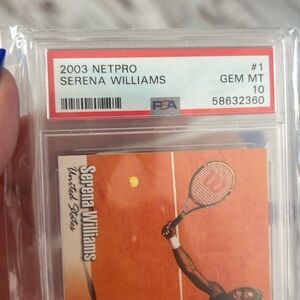 2003 NETPRO #1
SERENA WILLIAMS GEM MT
10
PSA 58632360
Serena Williams
United States